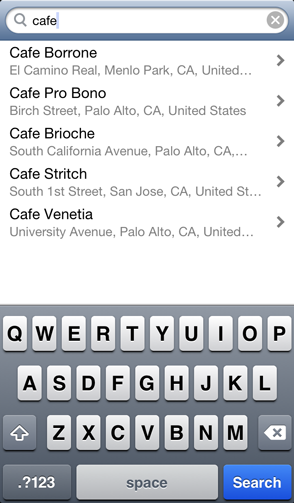 cafe
Cafe Borrone
El Camino Real, Menlo Park, CA, United…
Cafe Pro Bono
Birch Street, Palo Alto, CA, United States
Cafe Brioche
South California Avenue, Palo Alto, CA,…
Cafe Stritch
South 1st Street, San Jose, CA, United St…
Cafe Venetia
University Avenue, Palo Alto, CA, United…
Q W E R T Y U I O P
A S D F G H J K L
Z X C V B N M
.?123 space Search